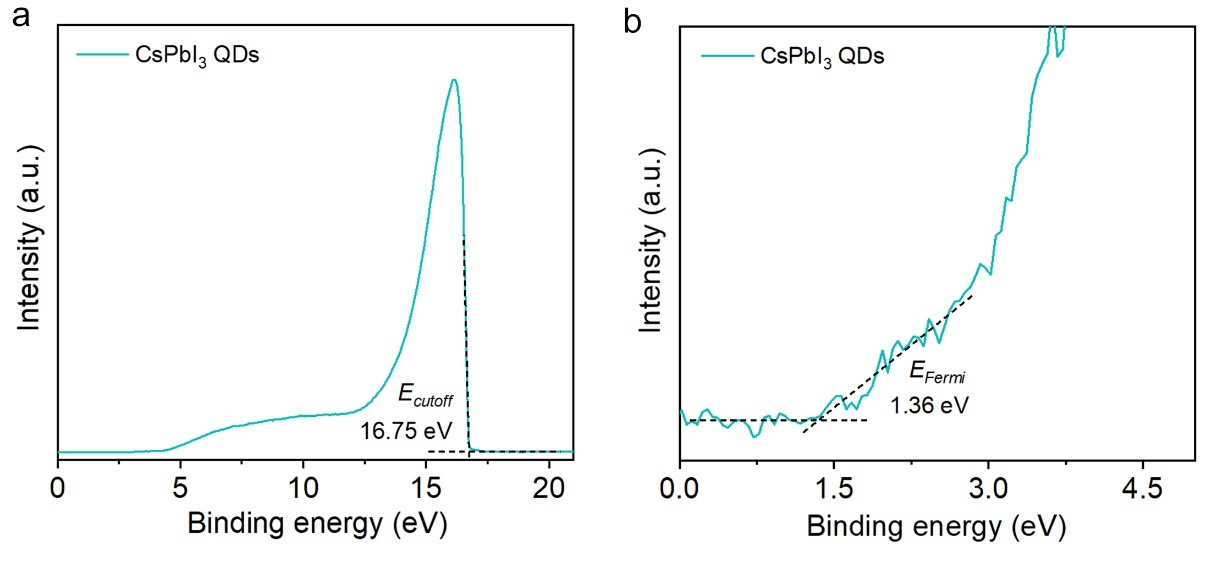 a
CsPbI3 QDs
Intensity (a.u.)
Ecutoff
16.75 eV
0 5 10 15 20
Binding energy (eV)
b
CsPbI3 QDs
Intensity (a.u.)
EFermi
1.36 eV
0.0 1.5 3.0 4.5
Binding energy (eV)